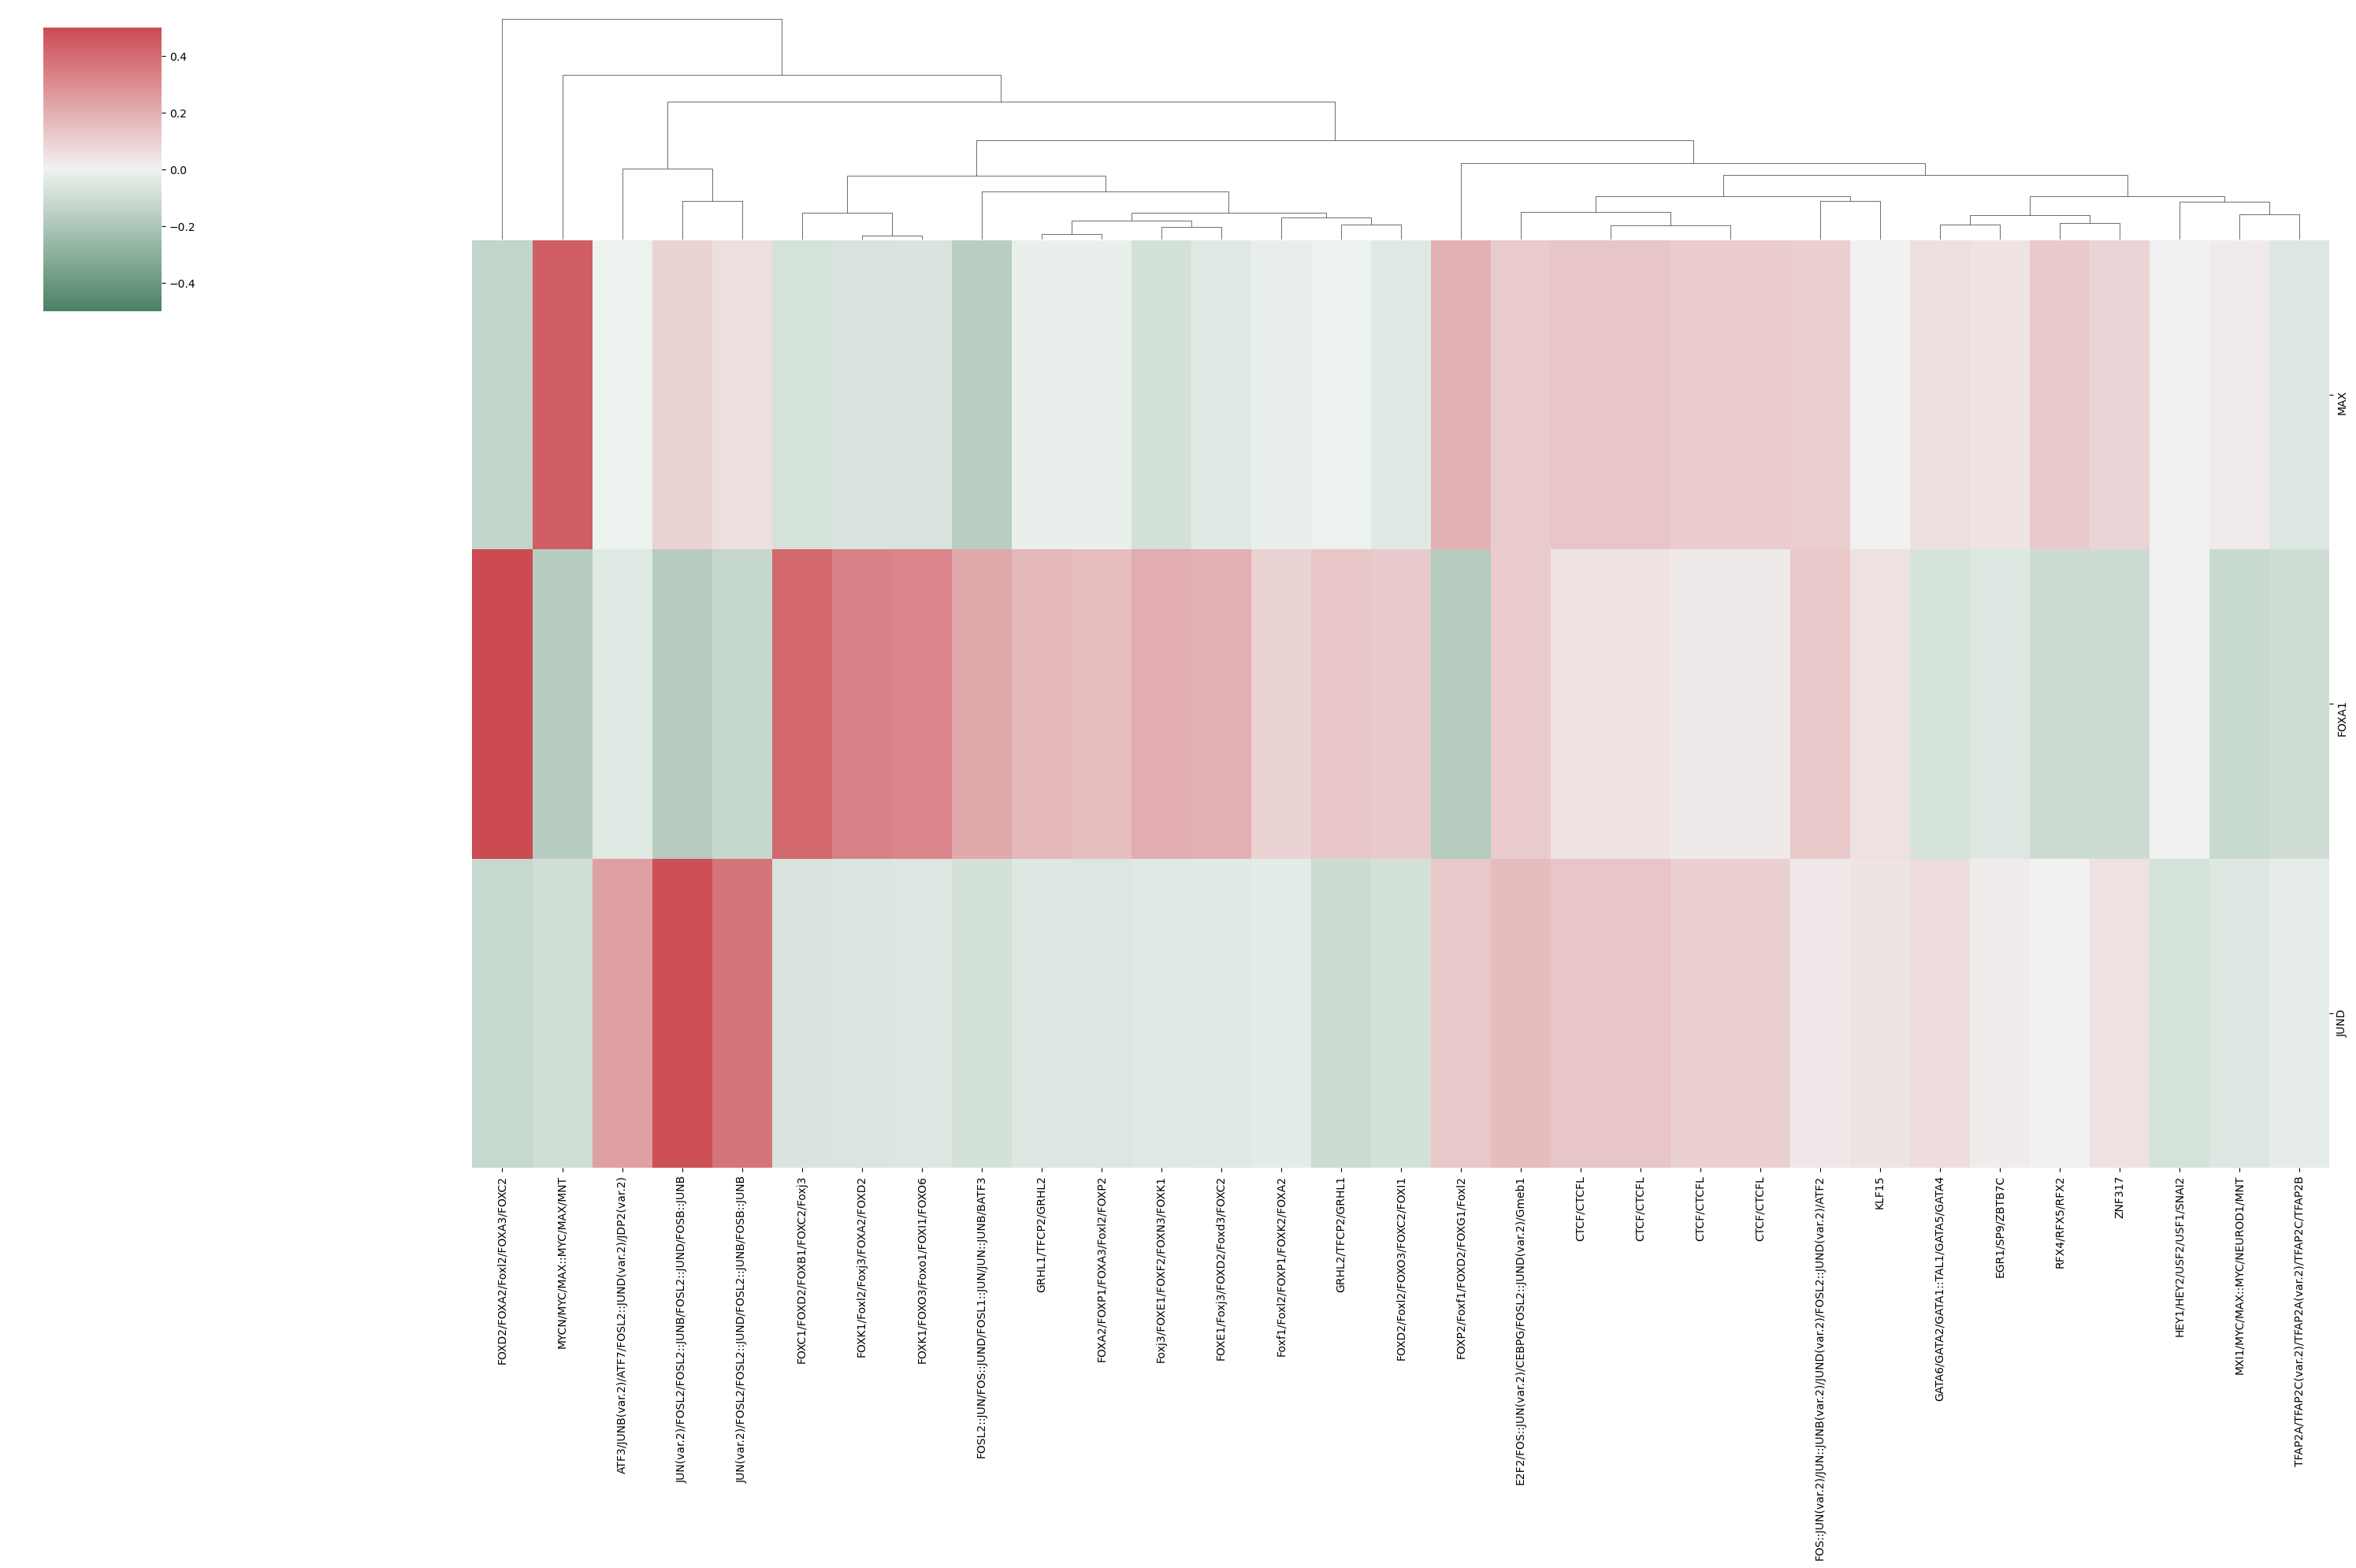 0.4
0.2
0.0
−0.2
−0.4
MAX
FOXA1
JUND
FOXD2/FOXA2/Foxl2/FOXA3/FOXC2
MYCN/MYC/MAX::MYC/MAX/MNT
ATF3/JUNB(var.2)/ATF7/FOSL2::JUND(var.2)/JDP2(var.2)
JUN(var.2)/FOSL2/FOSL2::JUNB/FOSL2::JUND/FOSB::JUNB
JUN(var.2)/FOSL2/FOSL2::JUND/FOSL2::JUNB/FOSB::JUNB
FOXC1/FOXD2/FOXB1/FOXC2/Foxj3
FOXK1/Foxl2/Foxj3/FOXA2/FOXD2
FOXK1/FOXO3/Foxo1/FOXI1/FOXO6
FOSL2::JUN/FOS::JUND/FOSL1::JUN/JUN::JUNB/BATF3
GRHL1/TFCP2/GRHL2
FOXA2/FOXP1/FOXA3/Foxl2/FOXP2
Foxj3/FOXE1/FOXF2/FOXN3/FOXK1
FOXE1/Foxj3/FOXD2/Foxd3/FOXC2
Foxf1/Foxl2/FOXP1/FOXK2/FOXA2
GRHL2/TFCP2/GRHL1
FOXD2/Foxl2/FOXO3/FOXC2/FOXI1
FOXP2/Foxf1/FOXD2/FOXG1/Foxl2
E2F2/FOS::JUN(var.2)/CEBPG/FOSL2::JUND(var.2)/Gmeb1
CTCF/CTCFL
CTCF/CTCFL
CTCF/CTCFL
CTCF/CTCFL
FOS::JUN(var.2)/JUN::JUNB(var.2)/JUND(var.2)/FOSL2::JUND(var.2)/ATF2
KLF15
GATA6/GATA2/GATA1::TAL1/GATA5/GATA4
EGR1/SP9/ZBTB7C
RFX4/RFX5/RFX2
ZNF317
HEY1/HEY2/USF2/USF1/SNAI2
MXI1/MYC/MAX::MYC/NEUROD1/MNT
TFAP2A/TFAP2C(var.2)/TFAP2A(var.2)/TFAP2C/TFAP2B